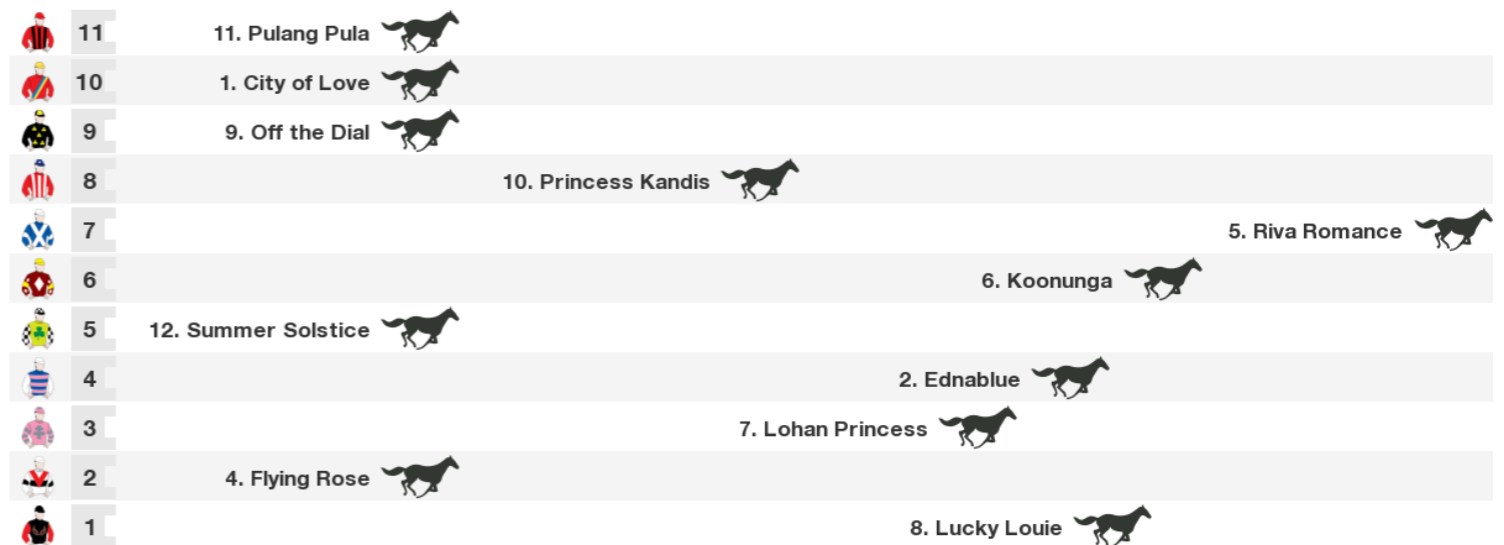 11 11. Pulang Pula
10 1. City of Love
9 9. Off the Dial
8 10. Princess Kandis
7 5. Riva Romance
6 6. Koonunga
5 12. Summer Solstice
4 2. Ednablue
3 7. Lohan Princess
2 4. Flying Rose
1 8. Lucky Louie